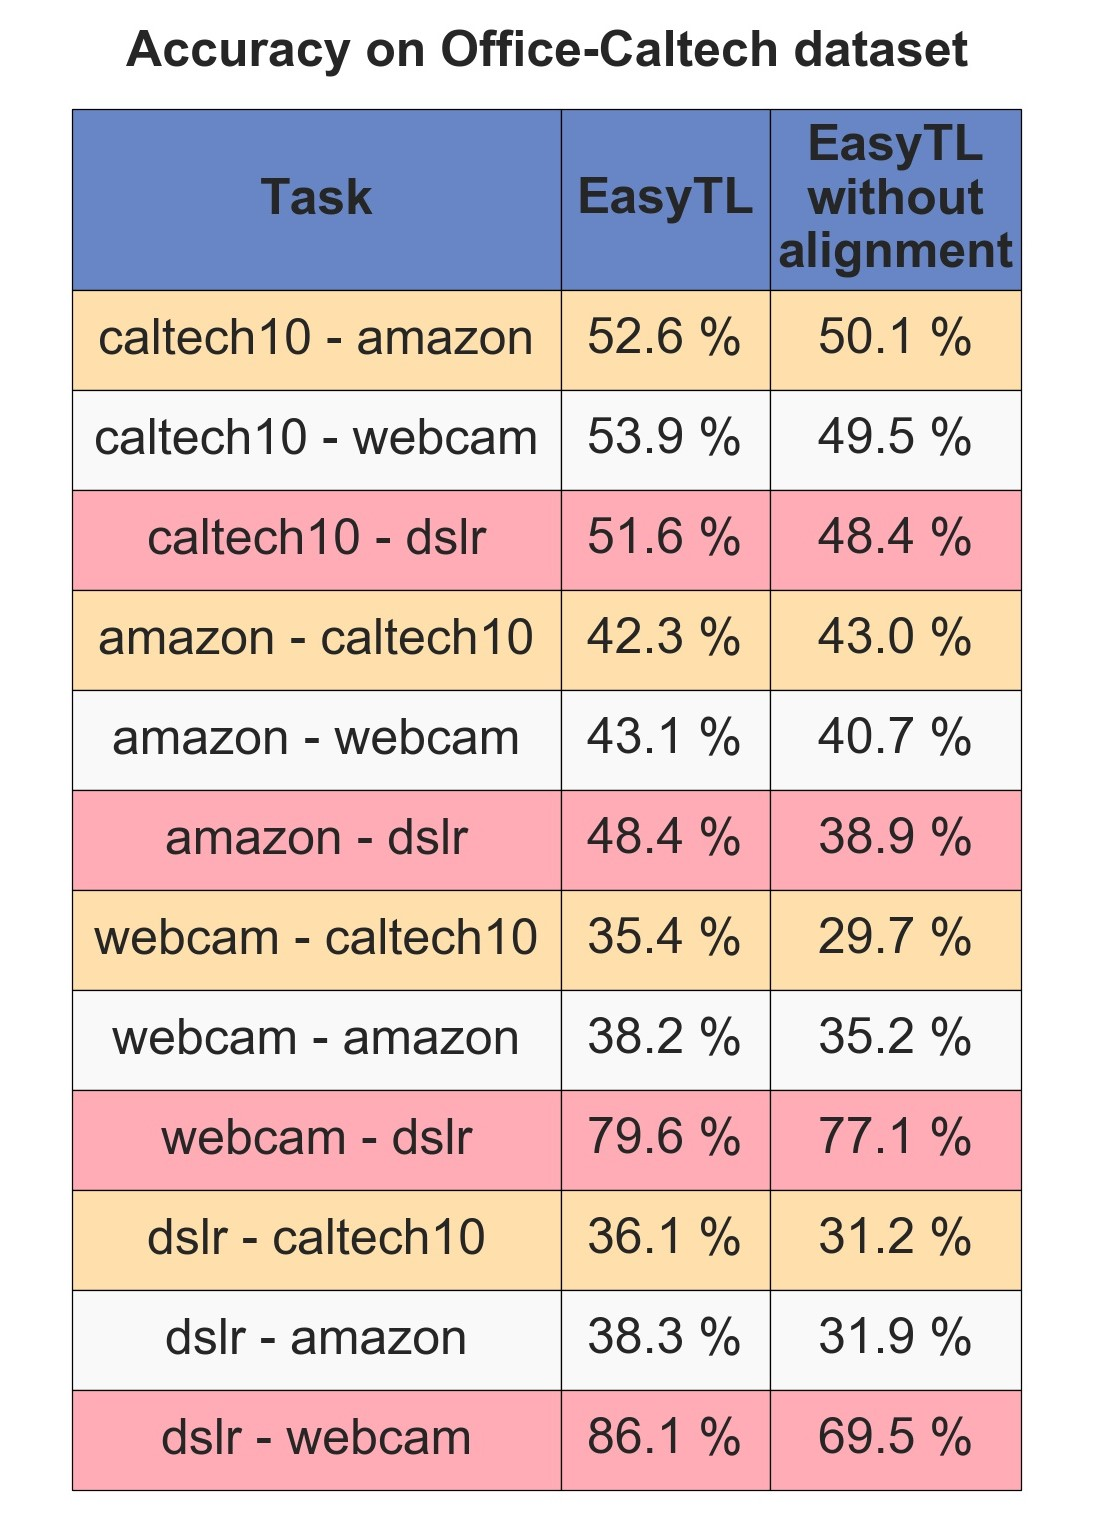 Accuracy on Office-Caltech dataset
Task EasyTL EasyTL
without
alignment
caltech10 - amazon 52.6 % 50.1 %
caltech10 - webcam 53.9 % 49.5 %
caltech10 - dslr 51.6 % 48.4 %
amazon - caltech10 42.3 % 43.0 %
amazon - webcam 43.1 % 40.7 %
amazon - dslr 48.4 % 38.9 %
webcam - caltech10 35.4 % 29.7 %
webcam - amazon 38.2 % 35.2 %
webcam - dslr 79.6 % 77.1 %
dslr - caltech10 36.1 % 31.2 %
dslr - amazon 38.3 % 31.9 %
dslr - webcam 86.1 % 69.5 %